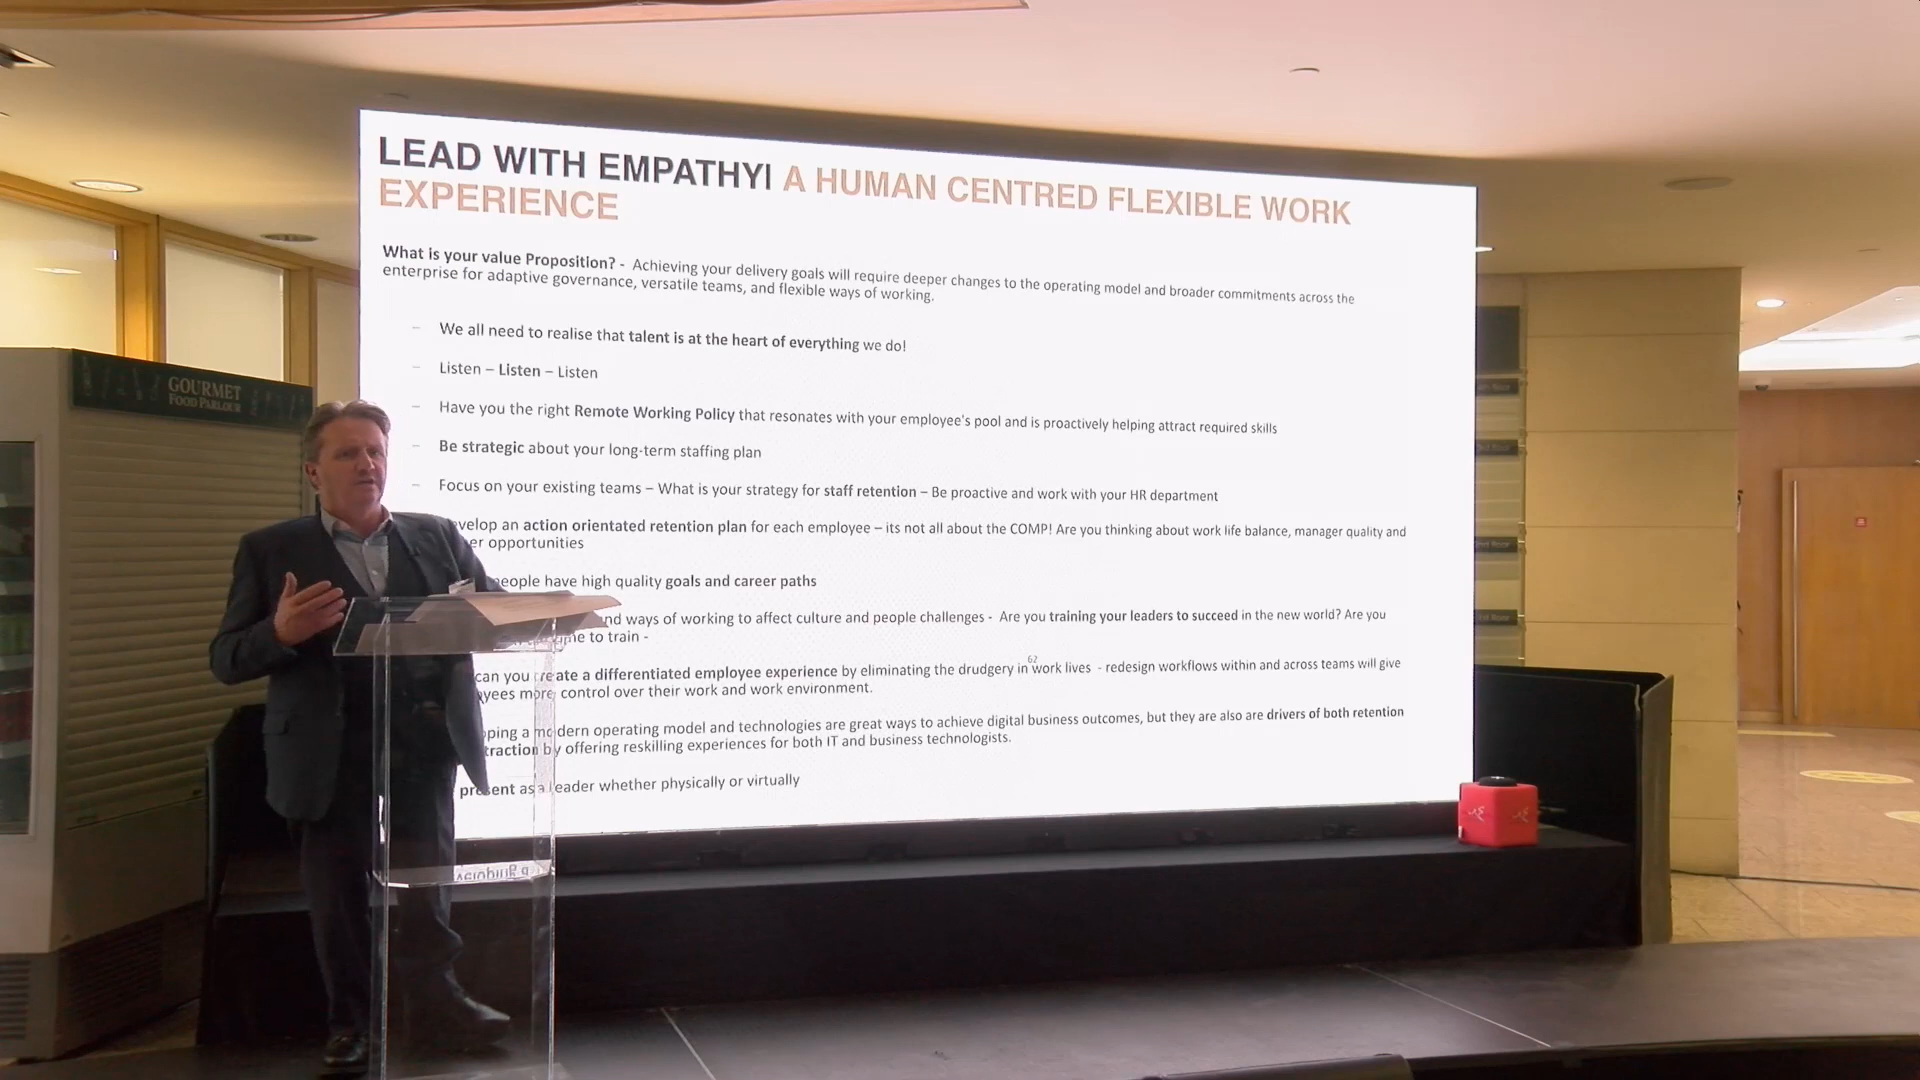 LEAD WITH EMPATHYI A HUMAN CENTRED FLEXIBLE WORK
EXPERIENCE
What is your value Proposition? - Achieving your delivery goals will require deeper changes to the operating model and broader commitments across the
enterprise for adaptive governance, versatile teams, and flexible ways of working.
– We all need to realise that talent is at the heart of everything we do!
– Listen – Listen – Listen
– Have you the right Remote Working Policy that resonates with your employee's pool and is proactively helping attract required skills
– Be strategic about your long-term staffing plan
– Focus on your existing teams – What is your strategy for staff retention – Be proactive and work with your HR department
velop an action orientated retention plan for each employee – its not all about the COMP! Are you thinking about work life balance, manager quality and
er opportunities
people have high quality goals and career paths
nd ways of working to affect culture and people challenges - Are you training your leaders to succeed in the new world? Are you
me to train -
62
can you create a differentiated employee experience by eliminating the drudgery in work lives - redesign workflows within and across teams will give
yees more control over their work and work environment.
ping a modern operating model and technologies are great ways to achieve digital business outcomes, but they are also are drivers of both retention
traction by offering reskilling experiences for both IT and business technologists.
present as a leader whether physically or virtually
GOURMET
FOOD PARLOUR